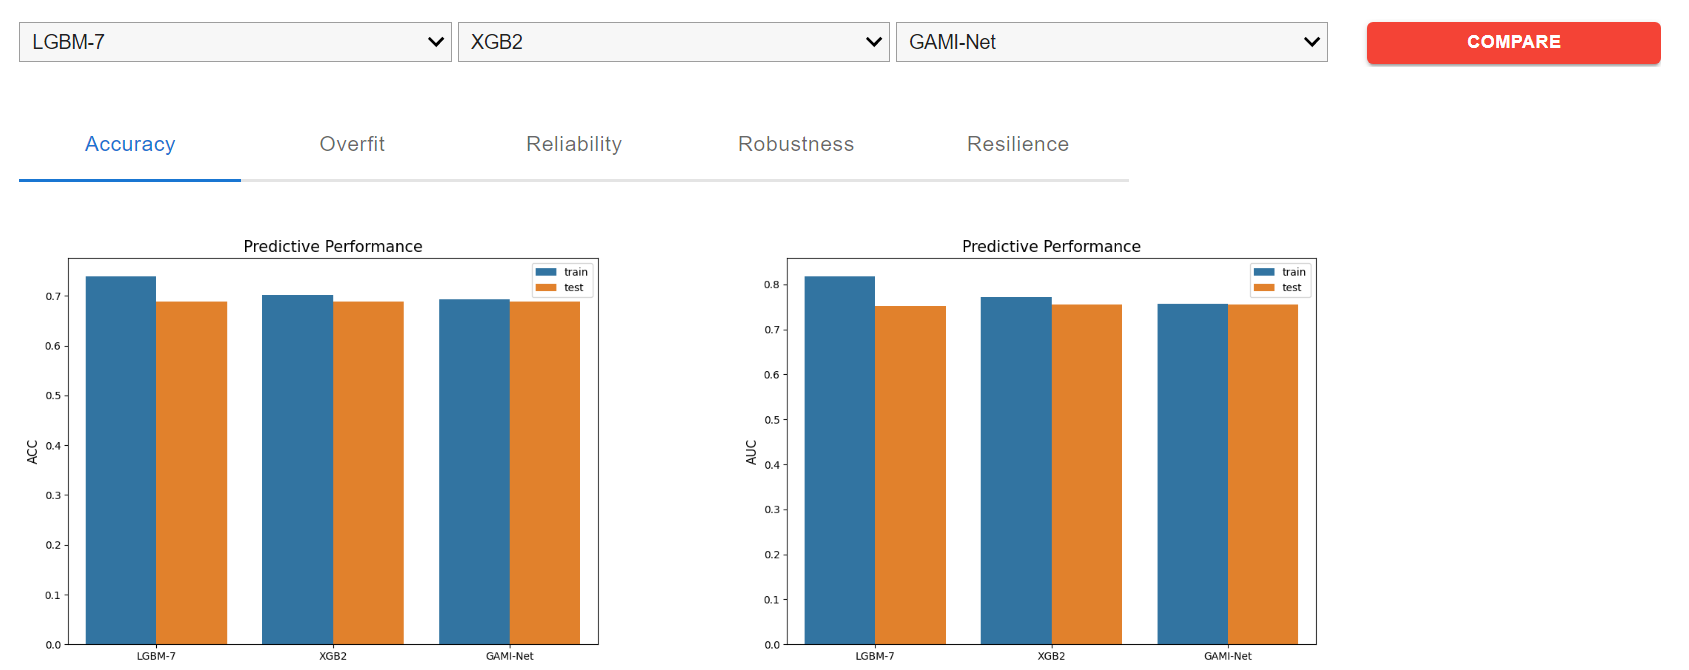 LGBM-7 XGB2 GAMI-Net COMPARE
Accuracy Overfit Reliability Robustness Resilience
Predictive Performance
train
test
0.7
0.6
0.5
0.4
0.3
0.2
0.1
0.0
ACC
LGBM-7 XGB2 GAMI-Net
Predictive Performance
train
test
0.8
0.7
0.6
0.5
0.4
0.3
0.2
0.1
0.0
AUC
LGBM-7 XGB2 GAMI-Net